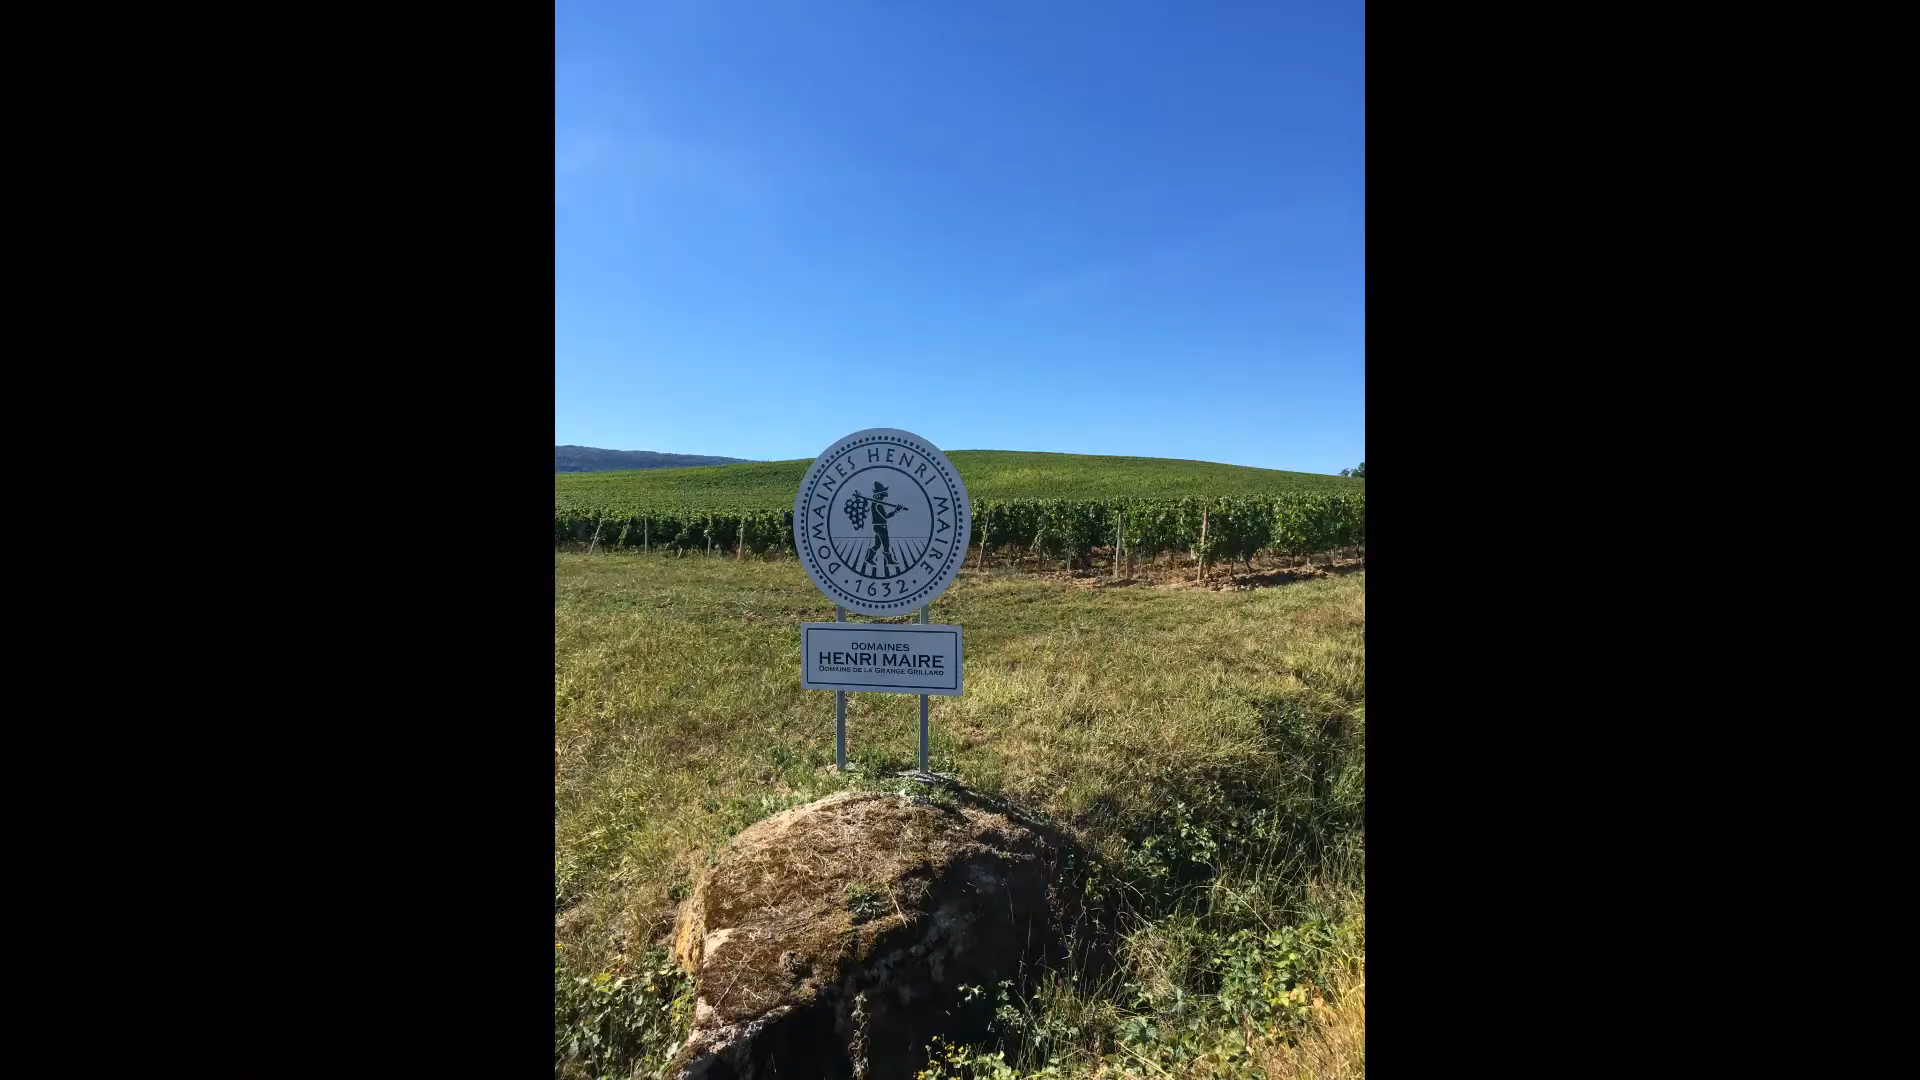 DOMAINES HENRI MAIRE
· 1632 ·
DOMAINES
HENRI MAIRE
DOMAINE DE LA GRANGE GRILLARD